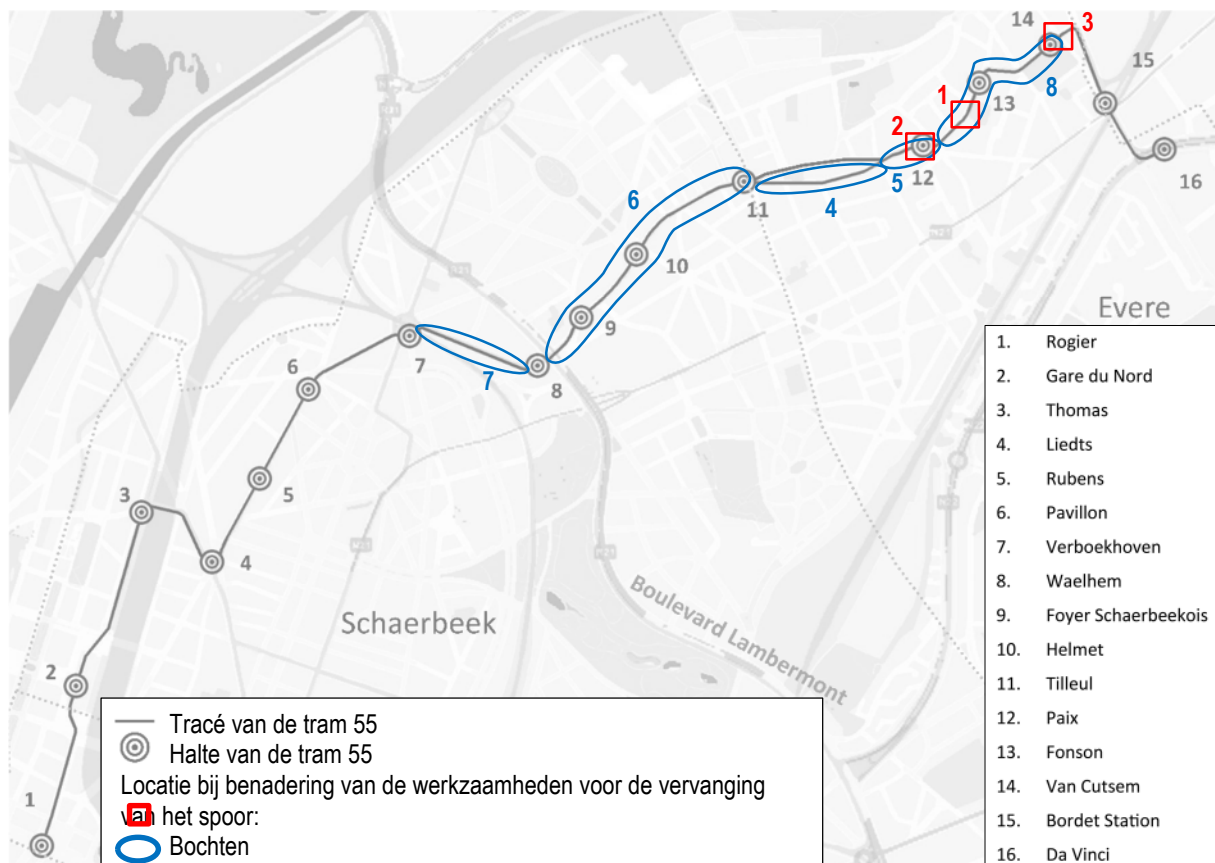 14
3
15
8
1
13
2
12
5
16
6
11
4
10
Evere
9
7
6
7
8
3
5
4
Schaerbeek
Boulevard Lambermont
2
1
Tracé van de tram 55
Halte van de tram 55
Locatie bij benadering van de werkzaamheden voor de vervanging
van het spoor:
Bochten
1. Rogier
2. Gare du Nord
3. Thomas
4. Liedts
5. Rubens
6. Pavillon
7. Verboekhoven
8. Waelhem
9. Foyer Schaerbeekois
10. Helmet
11. Tilleul
12. Paix
13. Fonson
14. Van Cutsem
15. Bordet Station
16. Da Vinci